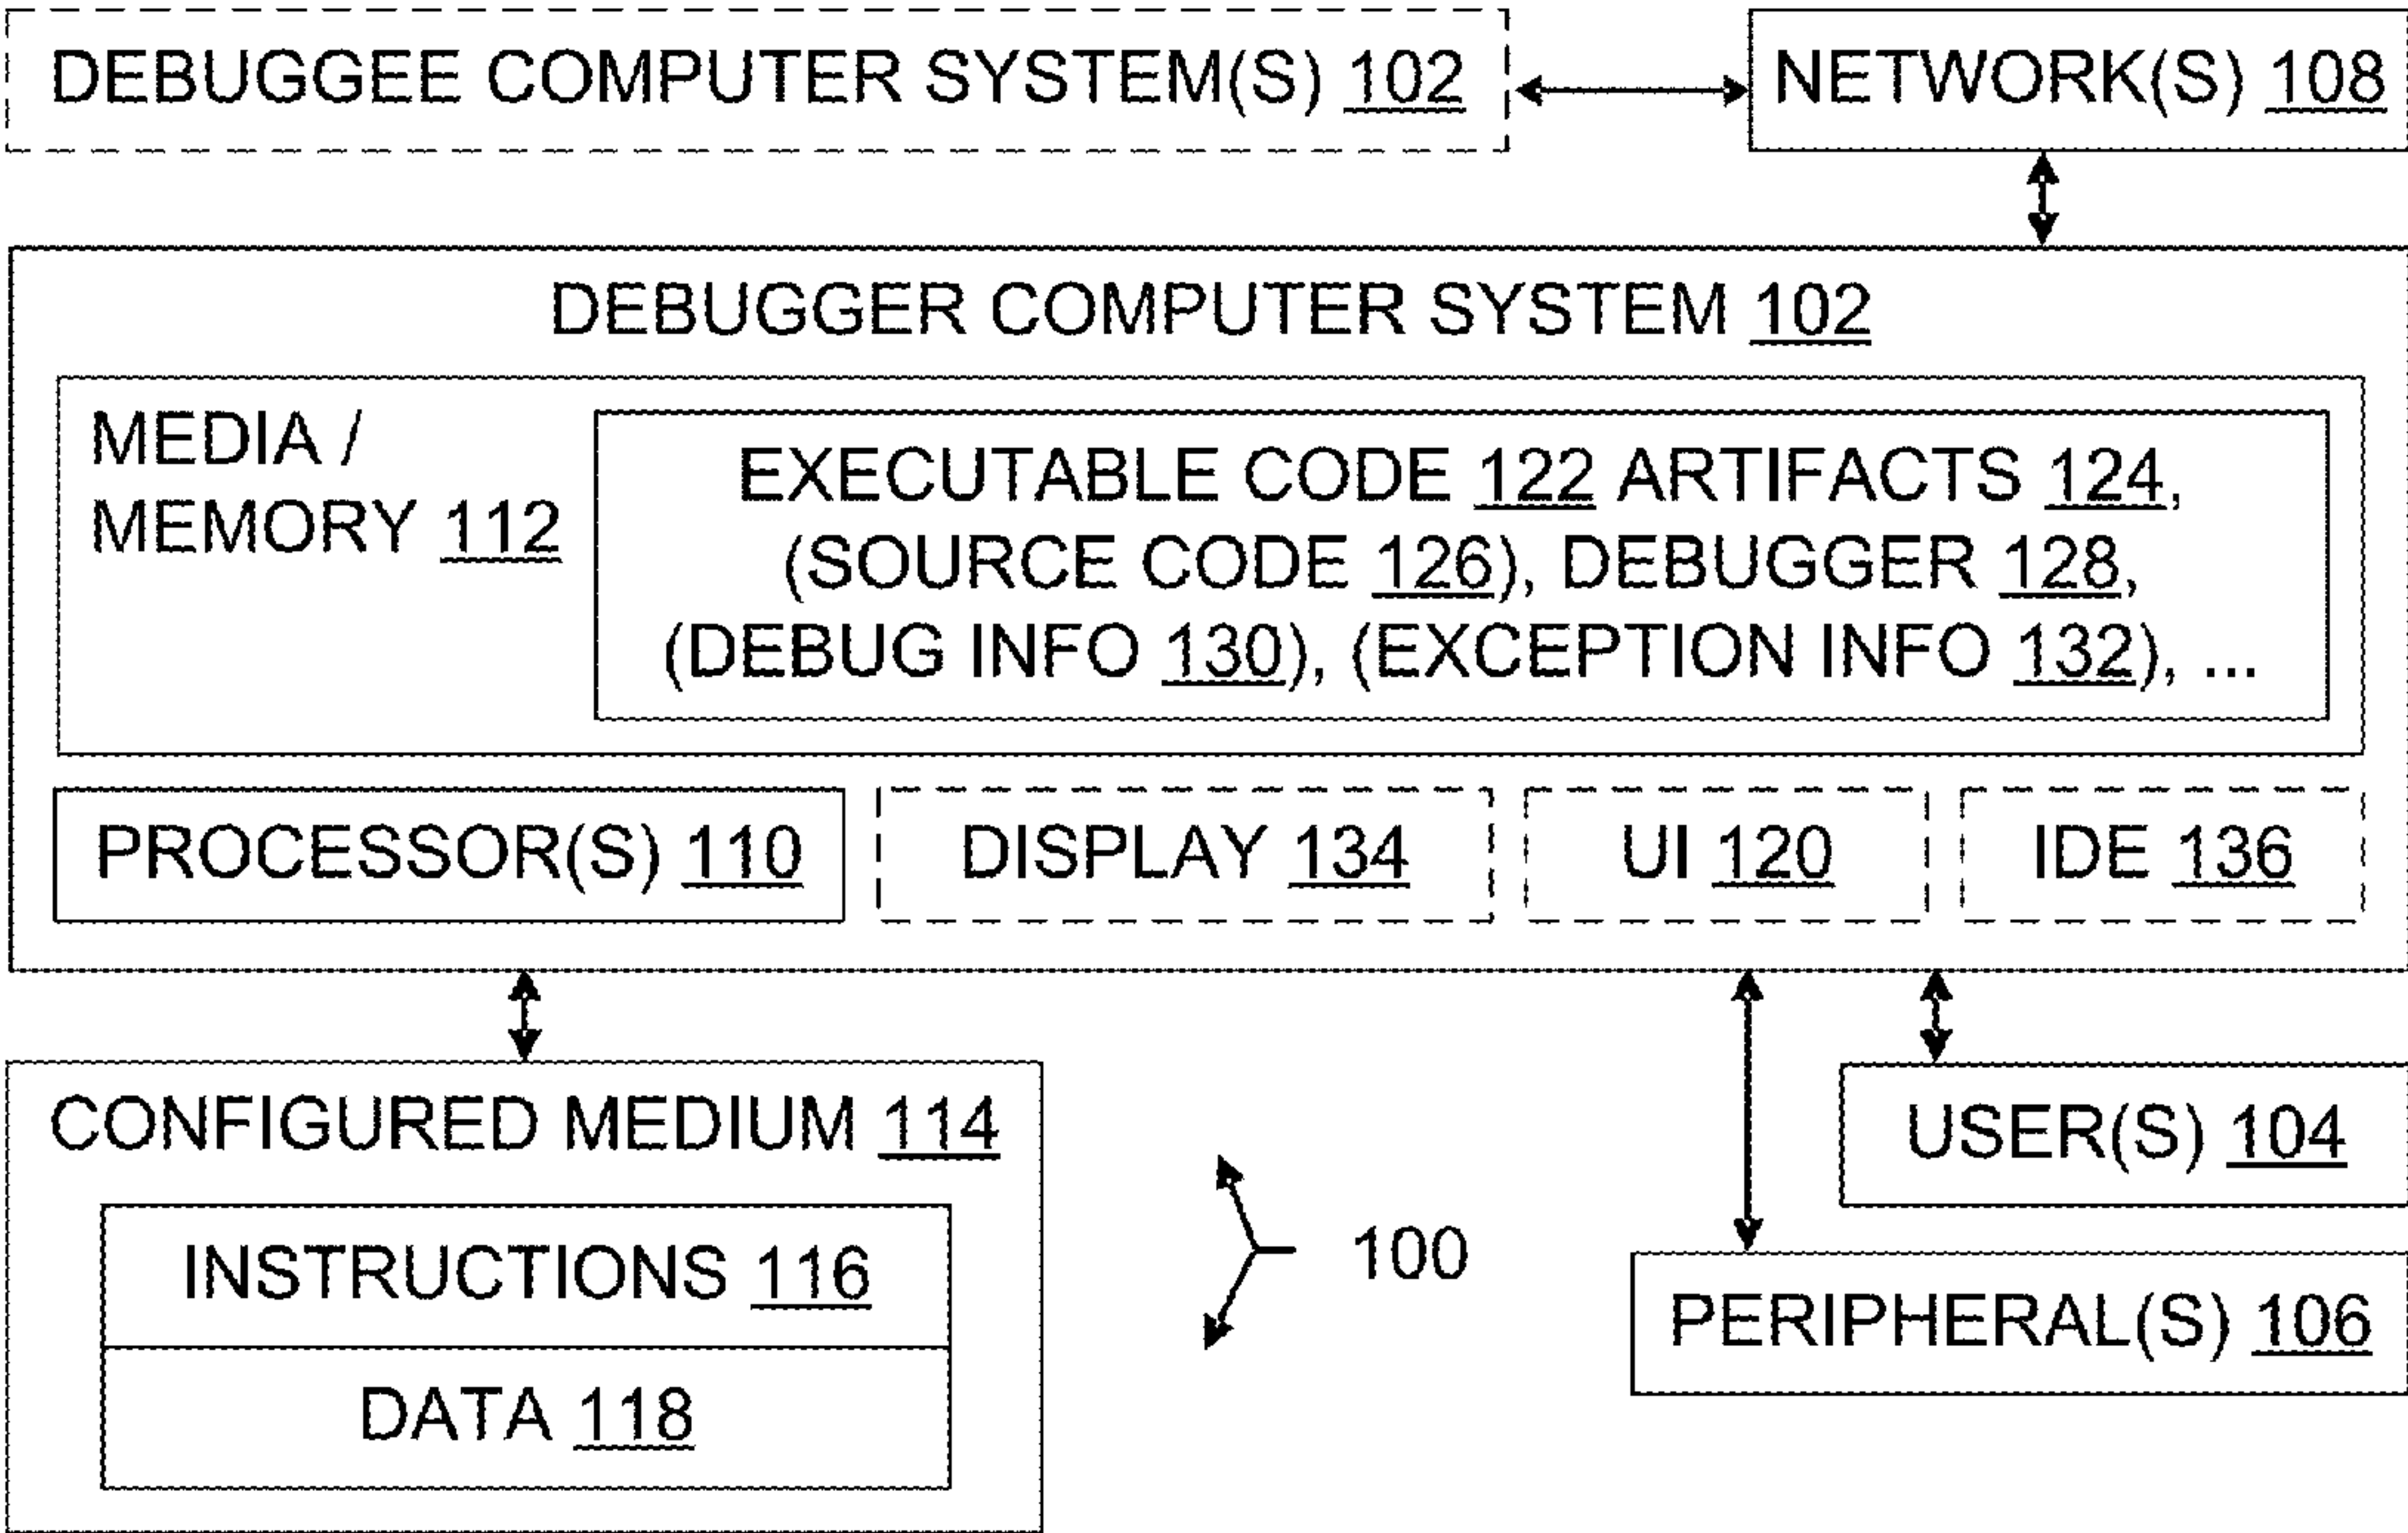 DEBUGGEE COMPUTER SYSTEM(S) 102
NETWORK(S) 108
DEBUGGER COMPUTER SYSTEM 102
MEDIA /
MEMORY 112
EXECUTABLE CODE 122 ARTIFACTS 124,
(SOURCE CODE 126), DEBUGGER 128,
(DEBUG INFO 130), (EXCEPTION INFO 132), ...
PROCESSOR(S) 110
DISPLAY 134
UI 120
IDE 136
CONFIGURED MEDIUM 114
INSTRUCTIONS 116
DATA 118
100
USER(S) 104
PERIPHERAL(S) 106